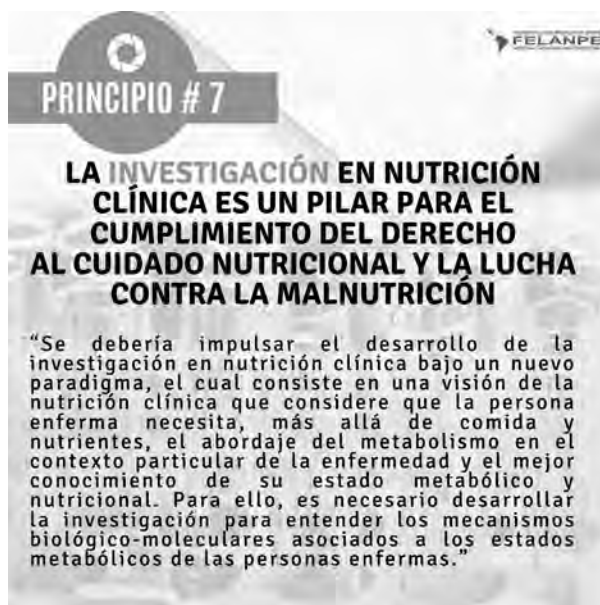 FELANPE
PRINCIPIO # 7
LA INVESTIGACIÓN EN NUTRICIÓN
CLÍNICA ES UN PILAR PARA EL
CUMPLIMIENTO DEL DERECHO
AL CUIDADO NUTRICIONAL Y LA LUCHA
CONTRA LA MALNUTRICIÓN
“Se debería impulsar el desarrollo de la
investigación en nutrición clínica bajo un nuevo
paradigma, el cual consiste en una visión de la
nutrición clínica que considere que la persona
enferma necesita, más allá de comida y
nutrientes, el abordaje del metabolismo en el
contexto particular de la enfermedad y el mejor
conocimiento de su estado metabólico y
nutricional. Para ello, es necesario desarrollar
la investigación para entender los mecanismos
biológico-moleculares asociados a los estados
metabólicos de las personas enfermas.”